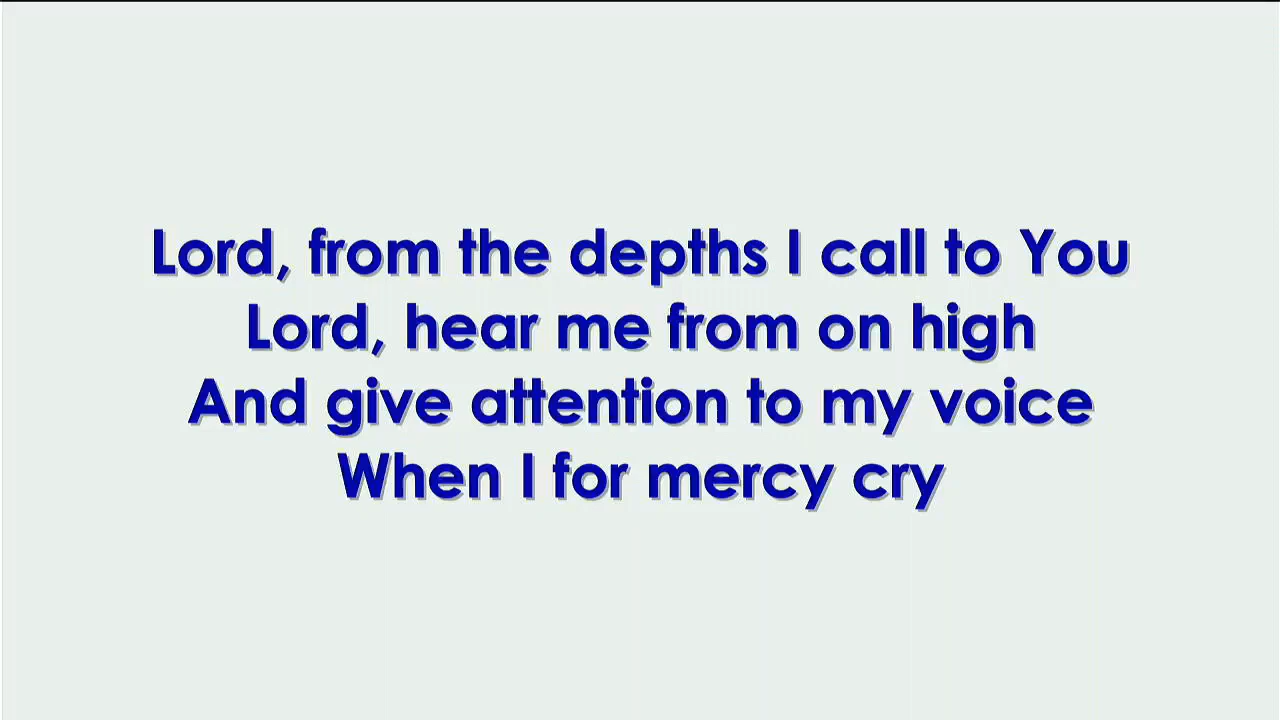 Lord, from the depths I call to You
Lord, hear me from on high
And give attention to my voice
When I for mercy cry